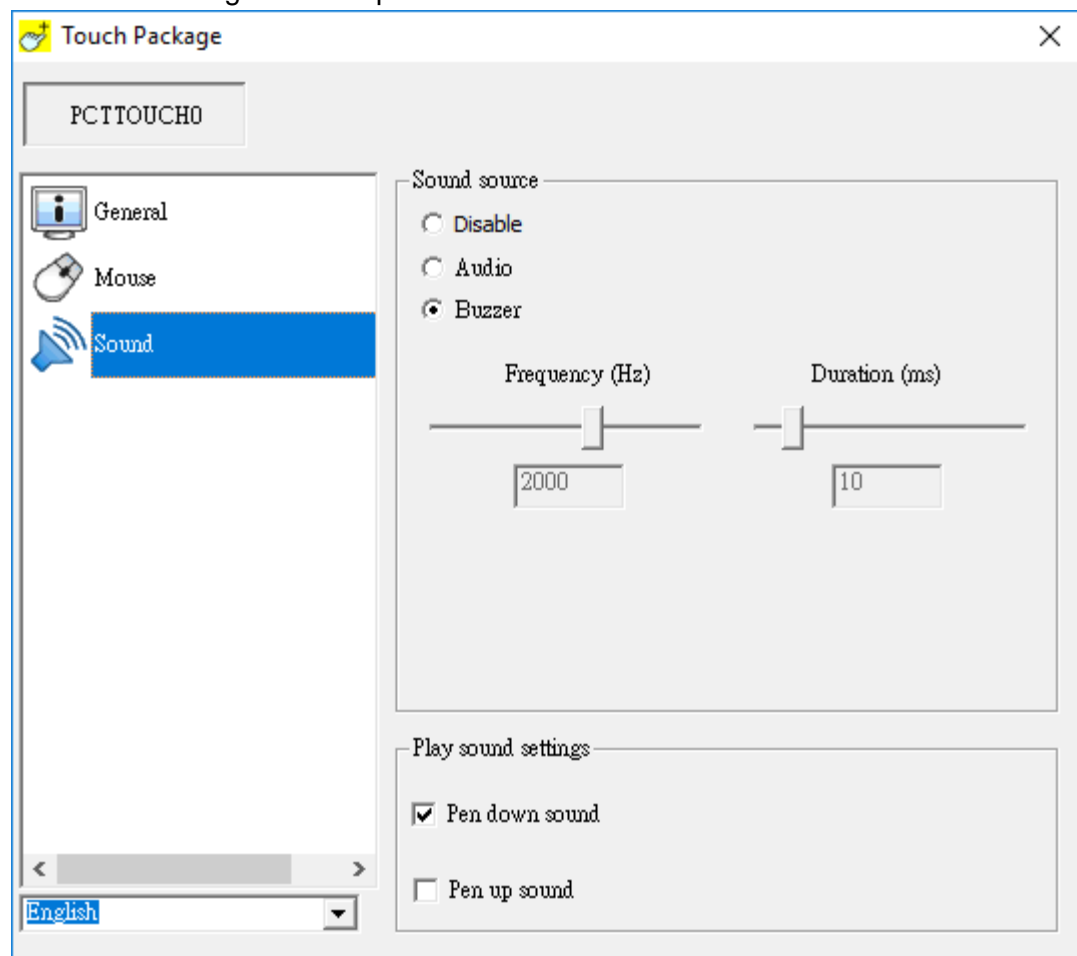 Touch Package
PCTTOUCH0
General
Mouse
Sound
English
Sound source
Disable
Audio
Buzzer
Frequency (Hz) Duration (ms)
2000 10
Play sound settings
Pen down sound
Pen up sound